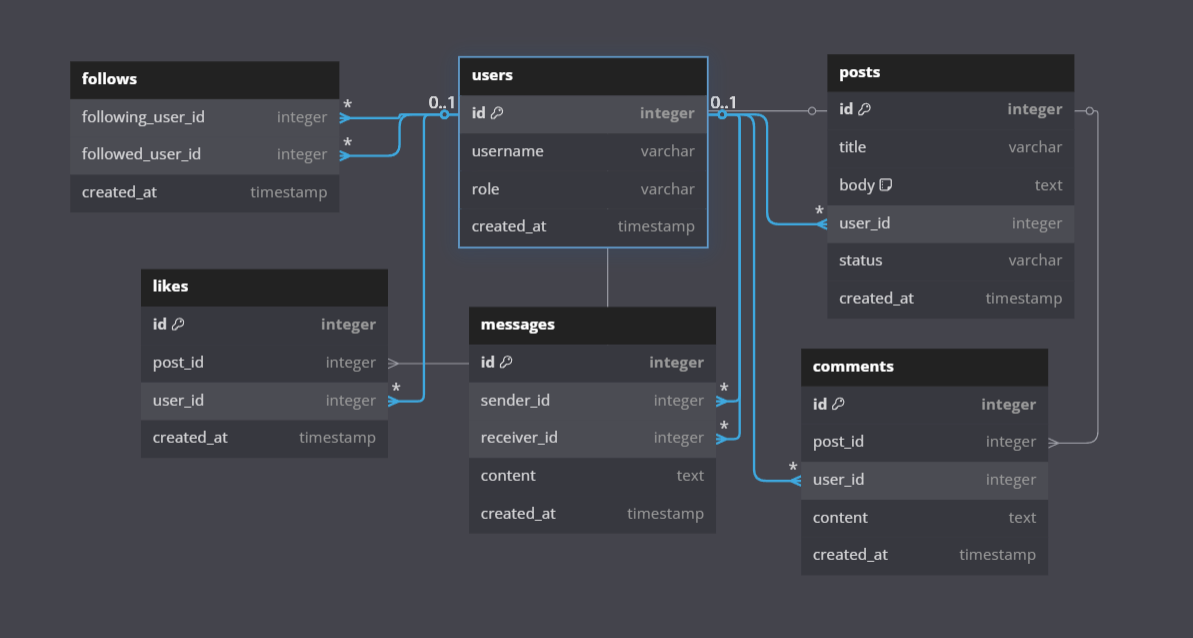 follows
following_user_id integer
followed_user_id integer
created_at timestamp
*
*
0..1
users
id integer
username varchar
role varchar
created_at timestamp
0..1
posts
id integer
title varchar
body text
user_id integer
status varchar
created_at timestamp
*
likes
id integer
post_id integer
user_id integer
created_at timestamp
*
messages
id integer
sender_id integer
receiver_id integer
content text
created_at timestamp
*
*
comments
id integer
post_id integer
user_id integer
content text
created_at timestamp
*